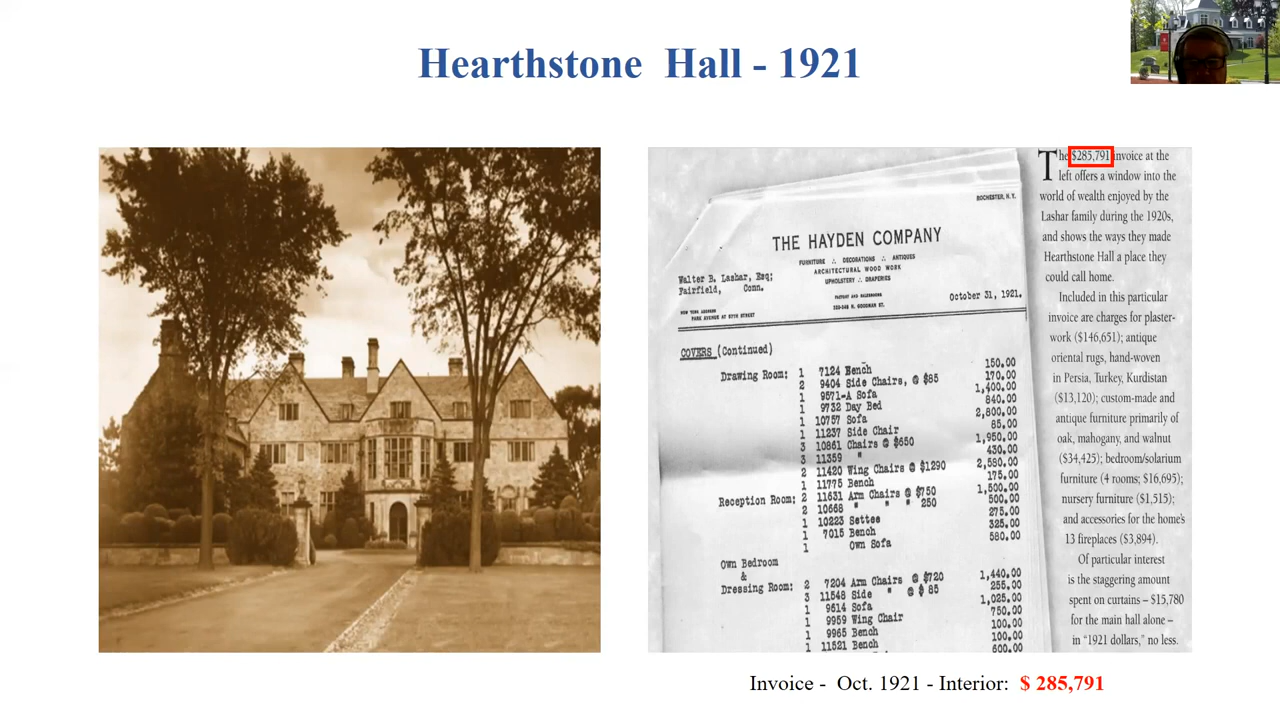 Hearthstone Hall - 1921
ROCHESTER, N.Y.
THE HAYDEN COMPANY
FURNITURE ∴ DECORATIONS ∴ ANTIQUES
ARCHITECTURAL WOOD WORK
UPHOLSTERY ∴ DRAPERIES
Walter B. Lashar, Esq;
Fairfield, Conn.
October 31, 1921.
NEW YORK ADDRESS
PARK AVENUE AT 57TH STREET
COVERS (Continued)
Drawing Room: 1 7124 Bench 150.00
2 9404 Side Chairs, @ $85 170.00
1 9571-A Sofa 1,400.00
1 9732 Day Bed 840.00
1 10757 Sofa 2,800.00
1 11237 Side Chair 85.00
3 10861 Chairs @ $650 1,950.00
3 11359 " 430.00
2 11420 Wing Chairs @ $1290 2,580.00
1 11775 Bench 175.00
Reception Room: 2 11631 Arm Chairs @ $750 1,500.00
2 10668 " " " 250 500.00
1 10223 Settee 275.00
1 7015 Bench 325.00
1 Own Sofa 580.00
Own Bedroom
&
Dressing Room: 2 7204 Arm Chairs @ $720 1,440.00
3 11548 Side " @ $ 85 255.00
1 9514 Sofa 1,025.00
1 9959 Wing Chair 750.00
1 9965 Bench 100.00
1 11521 Bench 100.00
600.00
The $285,791 invoice at the
left offers a window into the
world of wealth enjoyed by the
Lashar family during the 1920s,
and shows the ways they made
Hearthstone Hall a place they
could call home.
Included in this particular
invoice are charges for plaster-
work ($146,651); antique
oriental rugs, hand-woven
in Persia, Turkey, Kurdistan
($13,120); custom-made and
antique furniture primarily of
oak, mahogany, and walnut
($34,425); bedroom/solarium
furniture (4 rooms; $16,695);
nursery furniture ($1,515);
and accessories for the home's
13 fireplaces ($3,894).
Of particular interest
is the staggering amount
spent on curtains – $15,780
for the main hall alone –
in "1921 dollars," no less.
Invoice - Oct. 1921 - Interior: $ 285,791